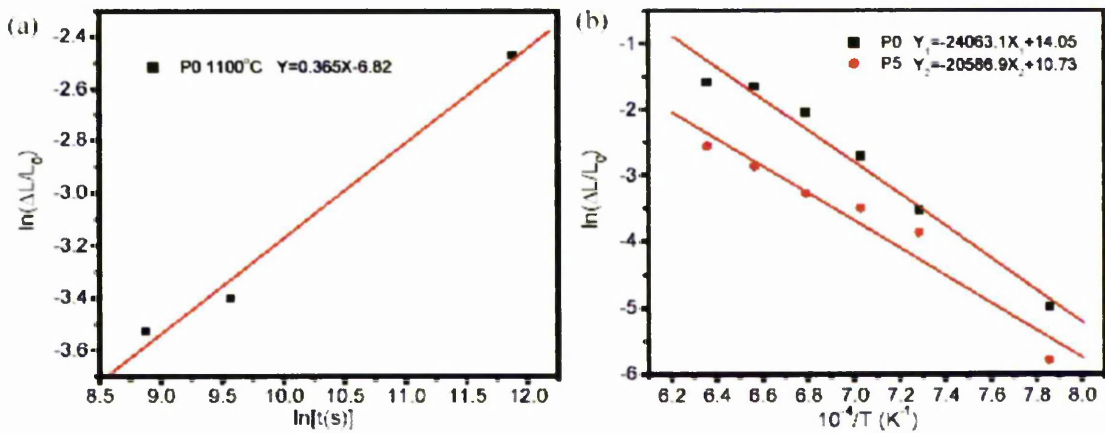 (a)
P0 1100°C Y=0.365X-6.82
ln(ΔL/L₀)
-2.4
-2.6
-2.8
-3.0
-3.2
-3.4
-3.6
8.5 9.0 9.5 10.0 10.5 11.0 11.5 12.0
ln[t(s)]
(b)
P0 Y₁=-24063.1X₁+14.05
P5 Y₂=-20586.9X₂+10.73
ln(ΔL/L₀)
-1
-2
-3
-4
-5
-6
6.2 6.4 6.6 6.8 7.0 7.2 7.4 7.6 7.8 8.0
10⁻⁴/T (K⁻¹)